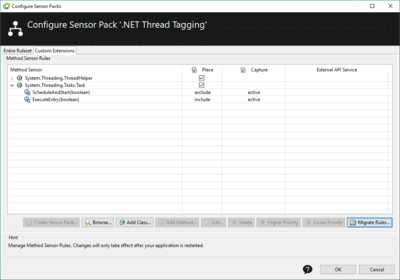 Configure Sensor Packs
Configure Sensor Pack '.NET Thread Tagging'
Entire Ruleset Custom Extensions
Method Sensor Rules
Method Sensor Place Capture External API Service
System.Threading.ThreadHelper
System.Threading.Tasks.Task
ScheduleAndStart(boolean) exclude active
ExecuteEntry(boolean) include active
Create Sensor Pack... Browse... Add Class... Add Method... Edit... Delete Higher Priority Lower Priority Migrate Rules...
Hint
Manage Method Sensor Rules. Changes will only take effect after your application is restarted.
? OK Cancel